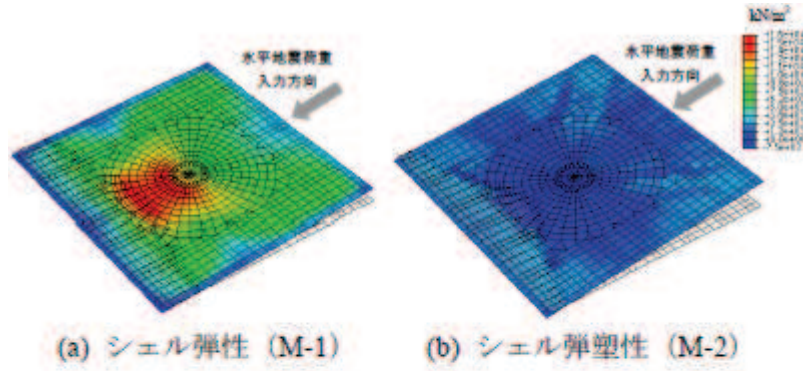 kN/m²
水平地震荷重
入力方向
水平地震荷重
入力方向
(a) シェル弾性 (M-1)
(b) シェル弾塑性 (M-2)